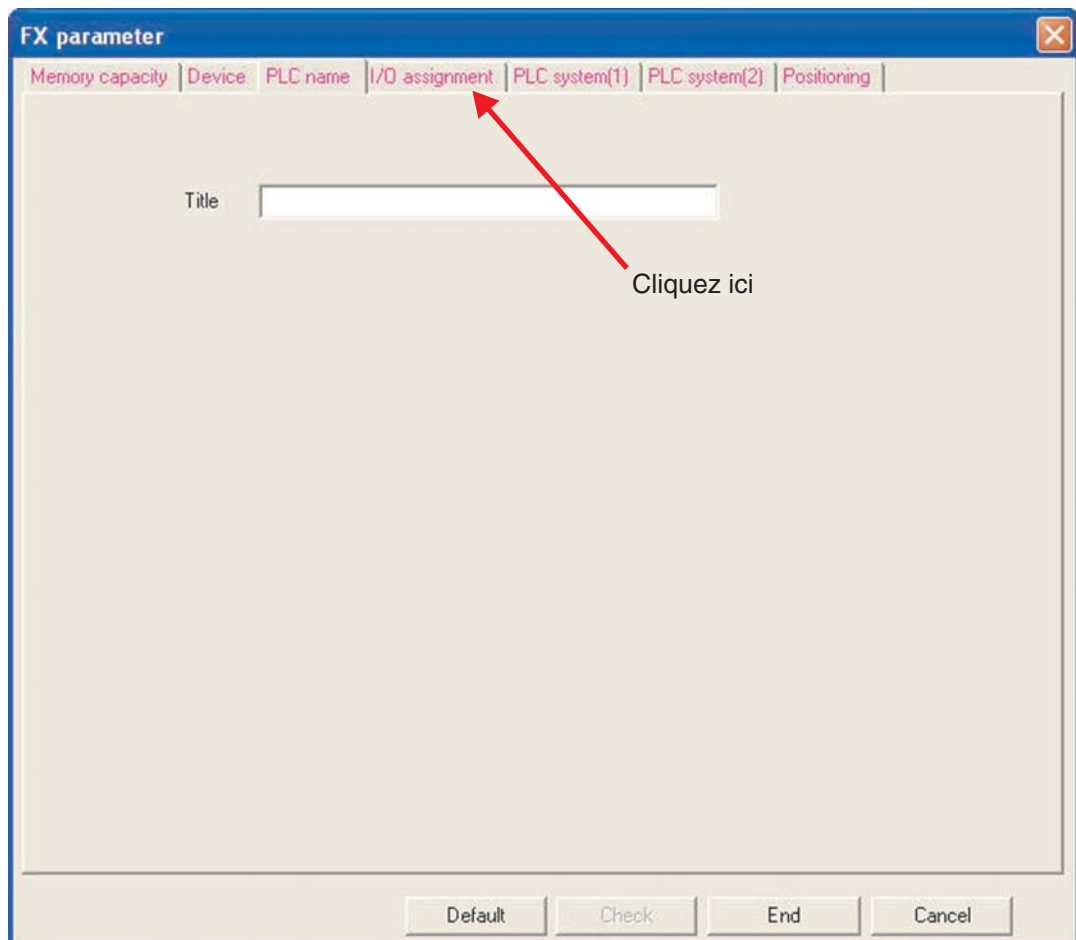 FX parameter
Memory capacity Device PLC name I/O assignment PLC system(1) PLC system(2) Positioning
Title
Cliquez ici
Default Check End Cancel